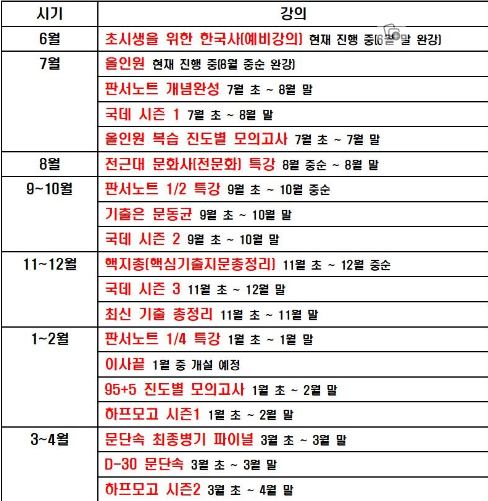 시기 강의
6월 초시생을 위한 한국사(예비강의) 현재 진행 중(6월 말 완강)
7월 올인원 현재 진행 중(8월 중순 완강)
판서노트 개념완성 7월 초 ~ 8월 말
국데 시즌 1 7월 초 ~ 8월 말
올인원 복습 진도별 모의고사 7월 초 ~ 7월 말
8월 전근대 문화사(전문화) 특강 8월 중순 ~ 8월 말
9~10월 판서노트 1/2 특강 9월 초 ~ 10월 중순
기출은 문동균 9월 초 ~ 10월 말
국데 시즌 2 9월 초 ~ 10월 말
11~12월 핵지총(핵심기출지문총정리) 11월 초 ~ 12월 중순
국데 시즌 3 11월 초 ~ 12월 말
최신 기출 총정리 11월 초 ~ 11월 말
1~2월 판서노트 1/4 특강 1월 초 ~ 1월 말
이사끝 1월 중 개설 예정
95+5 진도별 모의고사 1월 초 ~ 2월 말
하프모고 시즌1 1월 초 ~ 2월 말
3~4월 문단속 최종병기 파이널 3월 초 ~ 3월 말
D-30 문단속 3월 초 ~ 3월 말
하프모고 시즌2 3월 초 ~ 4월 말